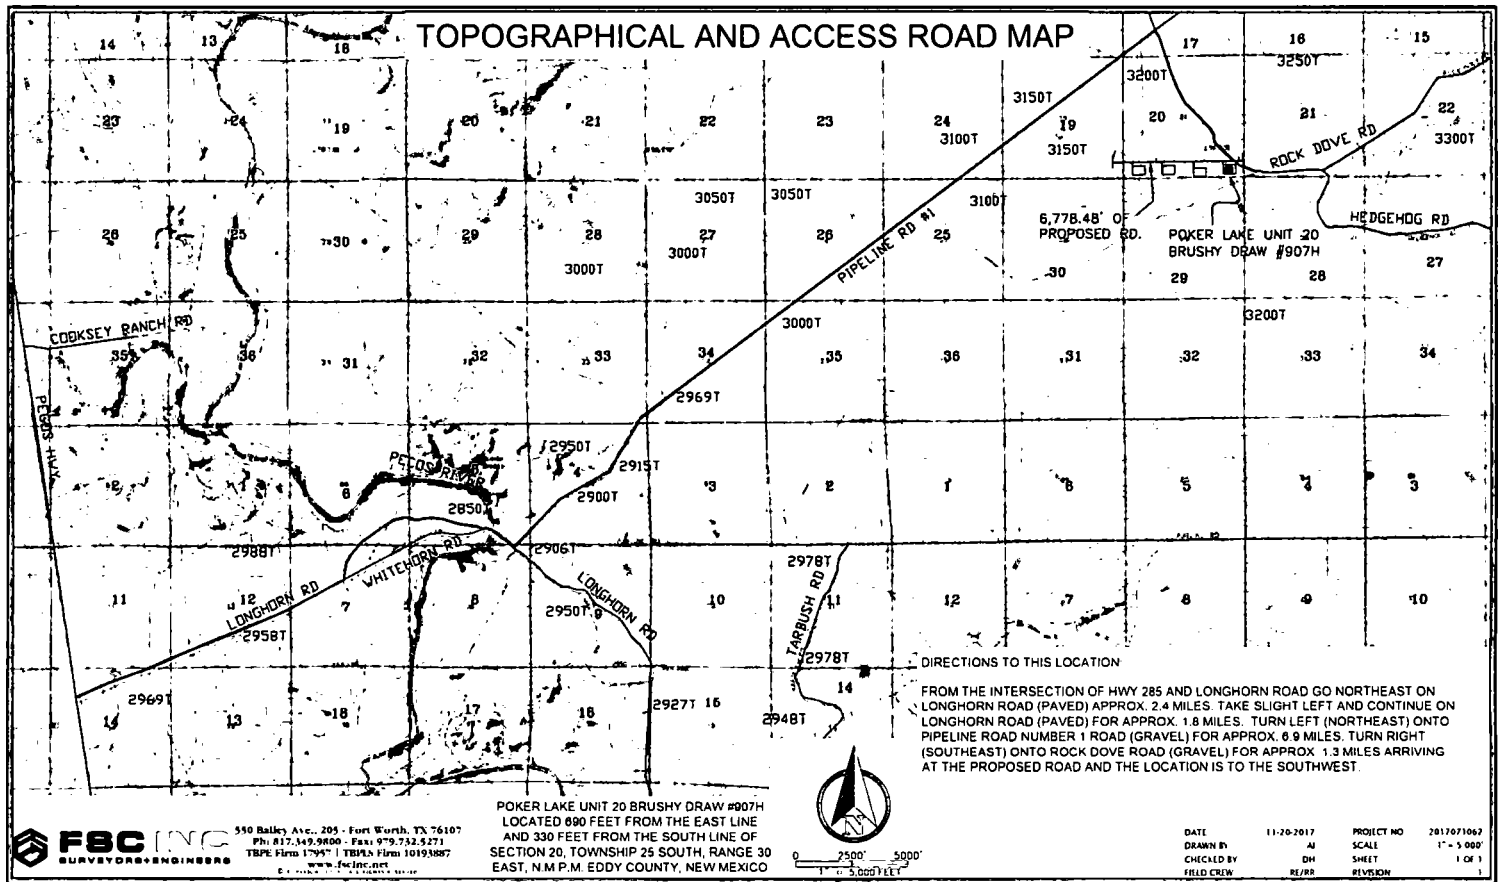 TOPOGRAPHICAL AND ACCESS ROAD MAP
14 13 18 17 16 15
3250T
3200T
3150T
23 24 19 20 21 22 23 24 19 20 21 22
3100T 3150T 3300T
ROCK DOVE RD
3050T 3050T 3100T
PIPELINE RD #1
6,778.48' OF
PROPOSED RD.
POKER LAKE UNIT 20
BRUSHY DRAW #907H
HEDGEHOG RD
26 25 30 29 28 27 26 25 30 29 28 27
3000T 3000T
3000T 3200T
COOKSEY RANCH RD
35 36 31 32 33 34 35 36 31 32 33 34
2969T
PECOS HWY
2950T
2915T
PECOS RIVER
2900T
2850T
2 1 6 3 2 1 6 5 4 3
2988T 2906T 2978T
WHITEHORN RD
LONGHORN RD
LONGHORN RD
TARBUSH RD
11 12 7 8 9 10 11 12 7 8 9 10
2950T
2958T
2978T
2969T 2927T 2948T
14 13 18 17 16 15 14
DIRECTIONS TO THIS LOCATION
FROM THE INTERSECTION OF HWY 285 AND LONGHORN ROAD GO NORTHEAST ON
LONGHORN ROAD (PAVED) APPROX. 2.4 MILES. TAKE SLIGHT LEFT AND CONTINUE ON
LONGHORN ROAD (PAVED) FOR APPROX. 1.8 MILES. TURN LEFT (NORTHEAST) ONTO
PIPELINE ROAD NUMBER 1 ROAD (GRAVEL) FOR APPROX. 6.9 MILES. TURN RIGHT
(SOUTHEAST) ONTO ROCK DOVE ROAD (GRAVEL) FOR APPROX 1.3 MILES ARRIVING
AT THE PROPOSED ROAD AND THE LOCATION IS TO THE SOUTHWEST.
FSC INC
SURVEYORS+ENGINEERS
550 Bailey Ave., 205 - Fort Worth, TX 76107
Ph: 817.349.9800 - Fax: 979.732.5271
TBPE Firm 17957 | TBPLS Firm 10193887
www.fscinc.net
POKER LAKE UNIT 20 BRUSHY DRAW #907H
LOCATED 690 FEET FROM THE EAST LINE
AND 330 FEET FROM THE SOUTH LINE OF
SECTION 20, TOWNSHIP 25 SOUTH, RANGE 30
EAST, N.M P.M. EDDY COUNTY, NEW MEXICO
N
0 2500' 5000'
1" = 5,000 FEET
DATE 11-20-2017 PROJECT NO 2017071067
DRAWN BY AI SCALE 1" = 5 000'
CHECKED BY DH SHEET 1 OF 1
FIELD CREW RE/RR REVISION 1